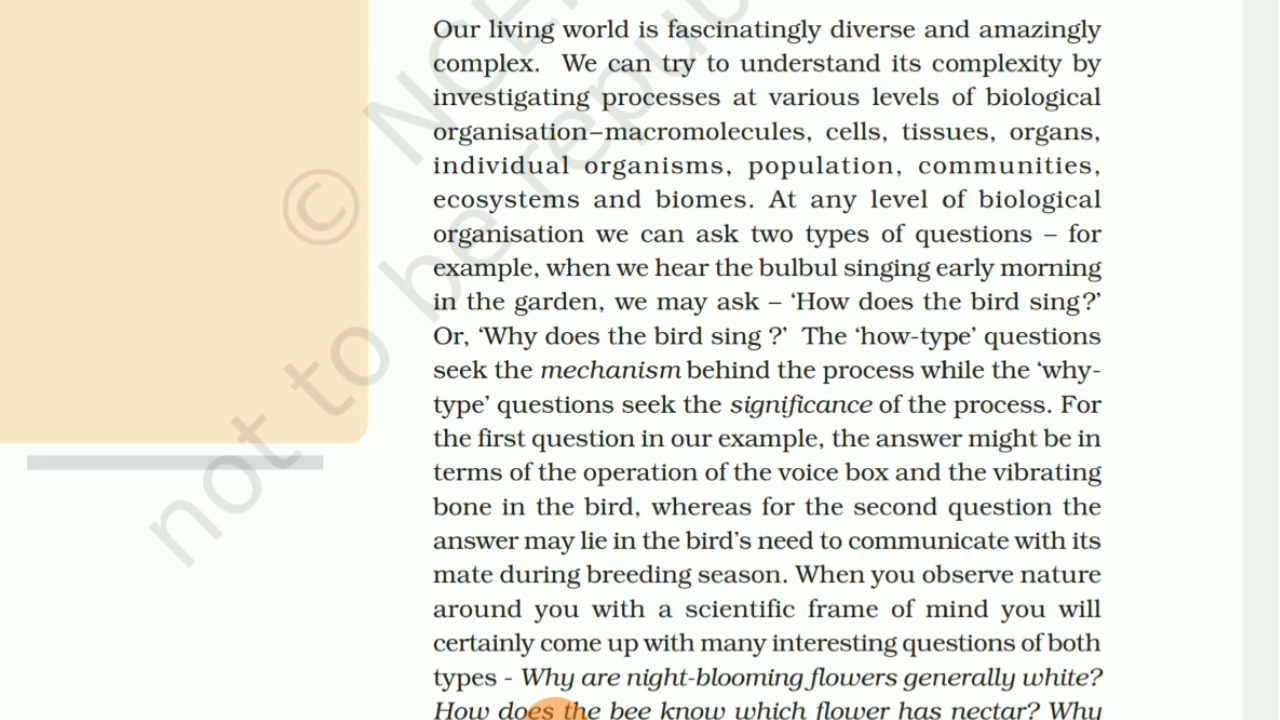 Our living world is fascinatingly diverse and amazingly
complex. We can try to understand its complexity by
investigating processes at various levels of biological
organisation–macromolecules, cells, tissues, organs,
individual organisms, population, communities,
ecosystems and biomes. At any level of biological
organisation we can ask two types of questions – for
example, when we hear the bulbul singing early morning
in the garden, we may ask – ‘How does the bird sing?’
Or, ‘Why does the bird sing ?’ The ‘how-type’ questions
seek the mechanism behind the process while the ‘why-
type’ questions seek the significance of the process. For
the first question in our example, the answer might be in
terms of the operation of the voice box and the vibrating
bone in the bird, whereas for the second question the
answer may lie in the bird’s need to communicate with its
mate during breeding season. When you observe nature
around you with a scientific frame of mind you will
certainly come up with many interesting questions of both
types - Why are night-blooming flowers generally white?
How does the bee know which flower has nectar? Why
© NCE
not to be repu